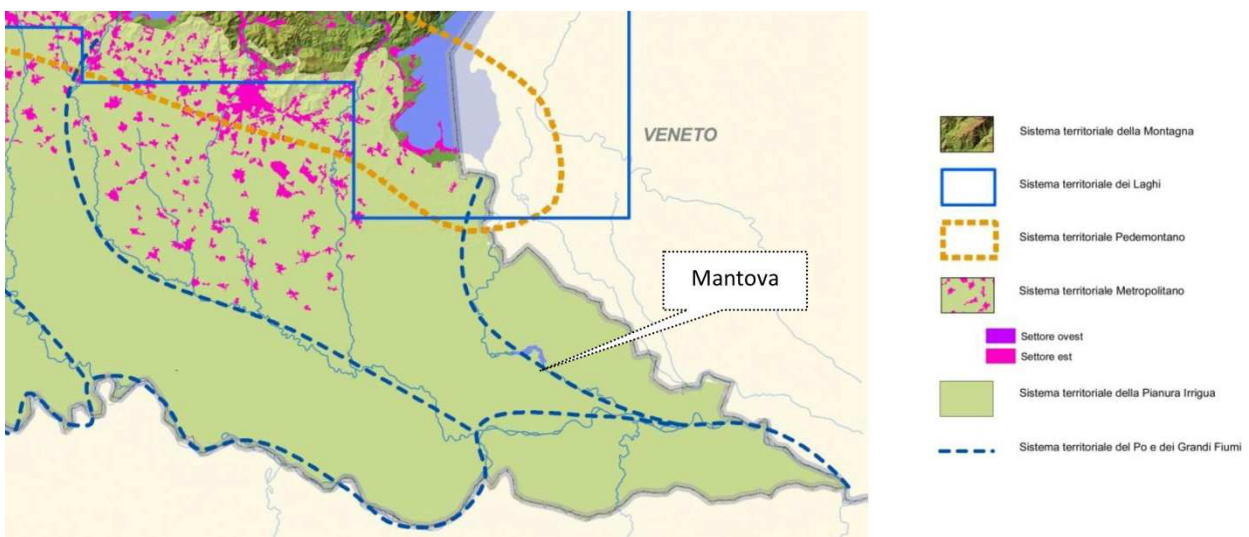 VENETO
Mantova
Sistema territoriale della Montagna
Sistema territoriale dei Laghi
Sistema territoriale Pedemontano
Sistema territoriale Metropolitano
Settore ovest
Settore est
Sistema territoriale della Pianura Irrigua
Sistema territoriale del Po e dei Grandi Fiumi